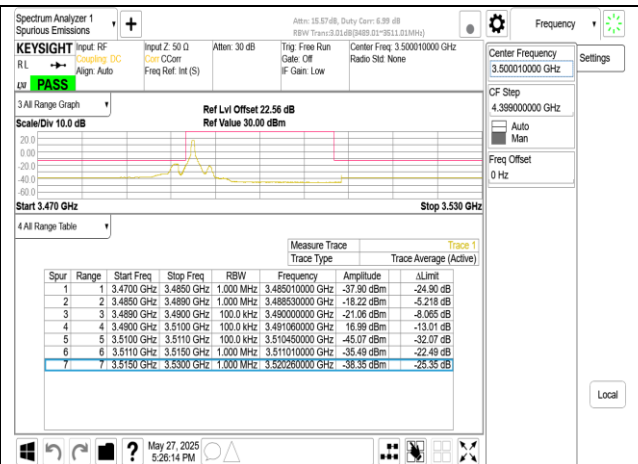 Spectrum Analyzer 1
Spurious Emissions
Attn: 15.57dB, Duty Corr: 6.99 dB
RBW Trans:3.01dB(3489.01~3511.01MHz)
Frequency
KEYSIGHT
RL
Input: RF
Coupling: DC
Align: Auto
Input Z: 50 Ω
Corr CCorr
Freq Ref: Int (S)
Atten: 30 dB
Trig: Free Run
Gate: Off
IF Gain: Low
Center Freq: 3.500010000 GHz
Radio Std: None
LXI PASS
Center Frequency
3.500010000 GHz
Settings
CF Step
4.399000000 GHz
Auto
Man
Freq Offset
0 Hz
3 All Range Graph
Scale/Div 10.0 dB
Ref Lvl Offset 22.56 dB
Ref Value 30.00 dBm
20.0
0.00
-20.0
-40.0
-60.0
Start 3.470 GHz
Stop 3.530 GHz
4 All Range Table
Measure Trace Trace 1
Trace Type Trace Average (Active)
Spur Range Start Freq Stop Freq RBW Frequency Amplitude ΔLimit
1 1 3.4700 GHz 3.4850 GHz 1.000 MHz 3.485010000 GHz -37.90 dBm -24.90 dB
2 2 3.4850 GHz 3.4890 GHz 1.000 MHz 3.488530000 GHz -18.22 dBm -5.218 dB
3 3 3.4890 GHz 3.4900 GHz 100.0 kHz 3.490000000 GHz -21.06 dBm -8.065 dB
4 4 3.4900 GHz 3.5100 GHz 100.0 kHz 3.491060000 GHz 16.99 dBm -13.01 dB
5 5 3.5100 GHz 3.5110 GHz 100.0 kHz 3.510450000 GHz -45.07 dBm -32.07 dB
6 6 3.5110 GHz 3.5150 GHz 1.000 MHz 3.511010000 GHz -35.49 dBm -22.49 dB
7 7 3.5150 GHz 3.5300 GHz 1.000 MHz 3.520260000 GHz -38.35 dBm -25.35 dB
Local
May 27, 2025
5:26:14 PM